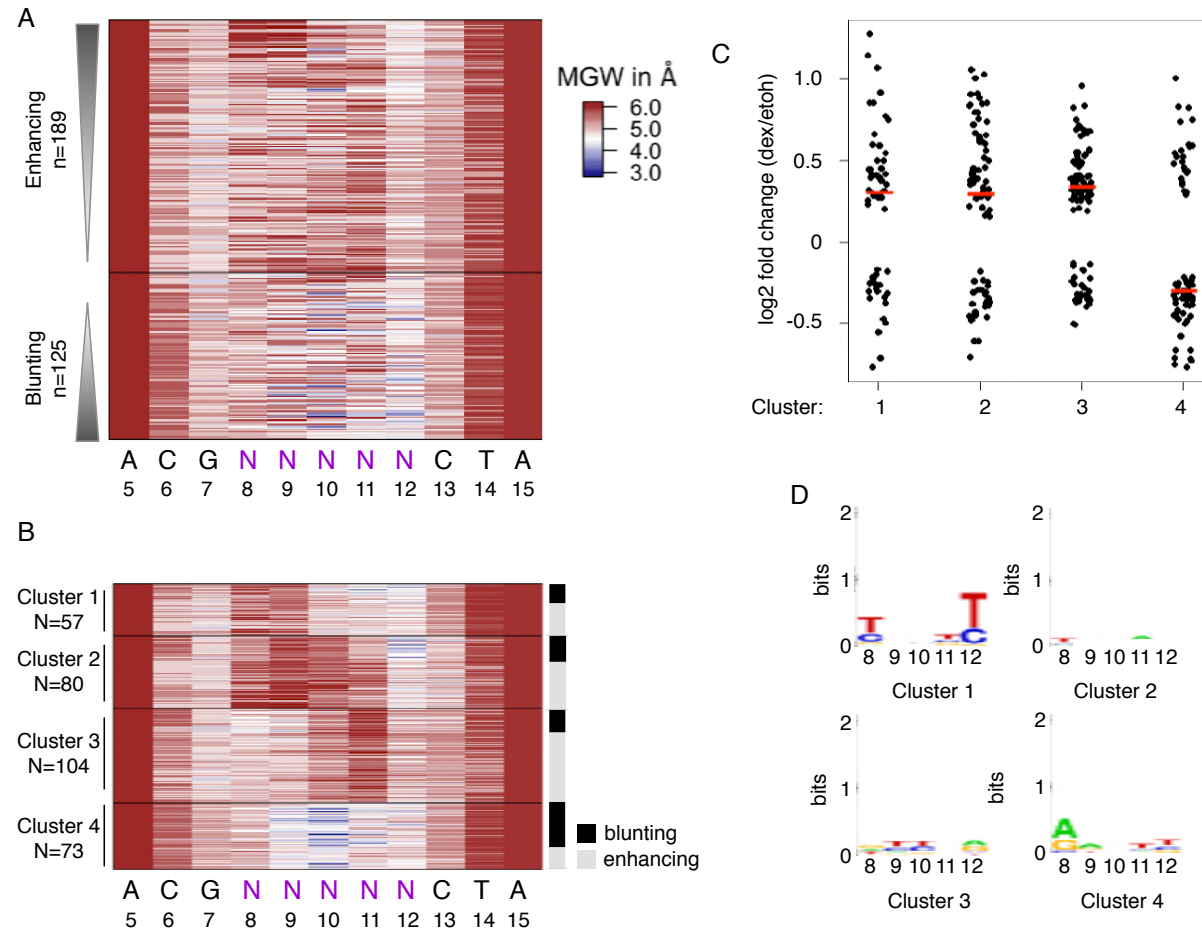 A
Enhancing
n=189
Blunting
n=125
A C G N N N N N C T A
5 6 7 8 9 10 11 12 13 14 15
MGW in Å
6.0
5.0
4.0
3.0
B
Cluster 1
N=57
Cluster 2
N=80
Cluster 3
N=104
Cluster 4
N=73
blunting
enhancing
A C G N N N N N C T A
5 6 7 8 9 10 11 12 13 14 15
C
log2 fold change (dex/etoh)
1.0
0.5
0
-0.5
Cluster: 1 2 3 4
D
bits
2
1
0
T
C
T
T
C
8 9 10 11 12
Cluster 1
bits
2
1
0
8 9 10 11 12
Cluster 2
bits
2
1
0
8 9 10 11 12
Cluster 3
bits
2
1
0
A
G
8 9 10 11 12
Cluster 4